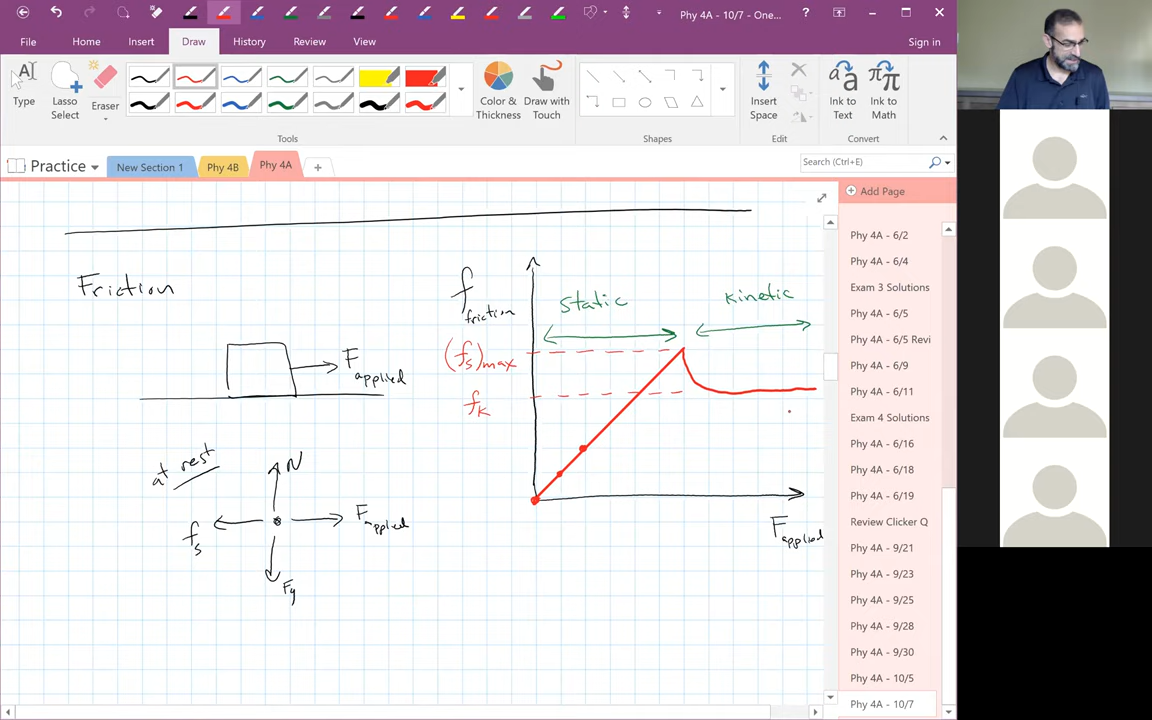 Phy 4A - 10/7 - One...
?
File
Home
Insert
Draw
History
Review
View
Sign in
Type
Lasso
Select
Eraser
Color &
Thickness
Draw with
Touch
Insert
Space
Ink to
Text
Ink to
Math
Tools
Shapes
Edit
Convert
Practice
New Section 1
Phy 4B
Phy 4A
Search (Ctrl+E)
Add Page
Phy 4A - 6/2
Phy 4A - 6/4
Exam 3 Solutions
Phy 4A - 6/5
Phy 4A - 6/5 Revi
Phy 4A - 6/9
Phy 4A - 6/11
Exam 4 Solutions
Phy 4A - 6/16
Phy 4A - 6/18
Phy 4A - 6/19
Review Clicker Q
Phy 4A - 9/21
Phy 4A - 9/23
Phy 4A - 9/25
Phy 4A - 9/28
Phy 4A - 9/30
Phy 4A - 10/5
Phy 4A - 10/7
Friction
F applied
at rest
N
fs
F applied
Fg
f friction
static
kinetic
(fs)max
fk
F applied